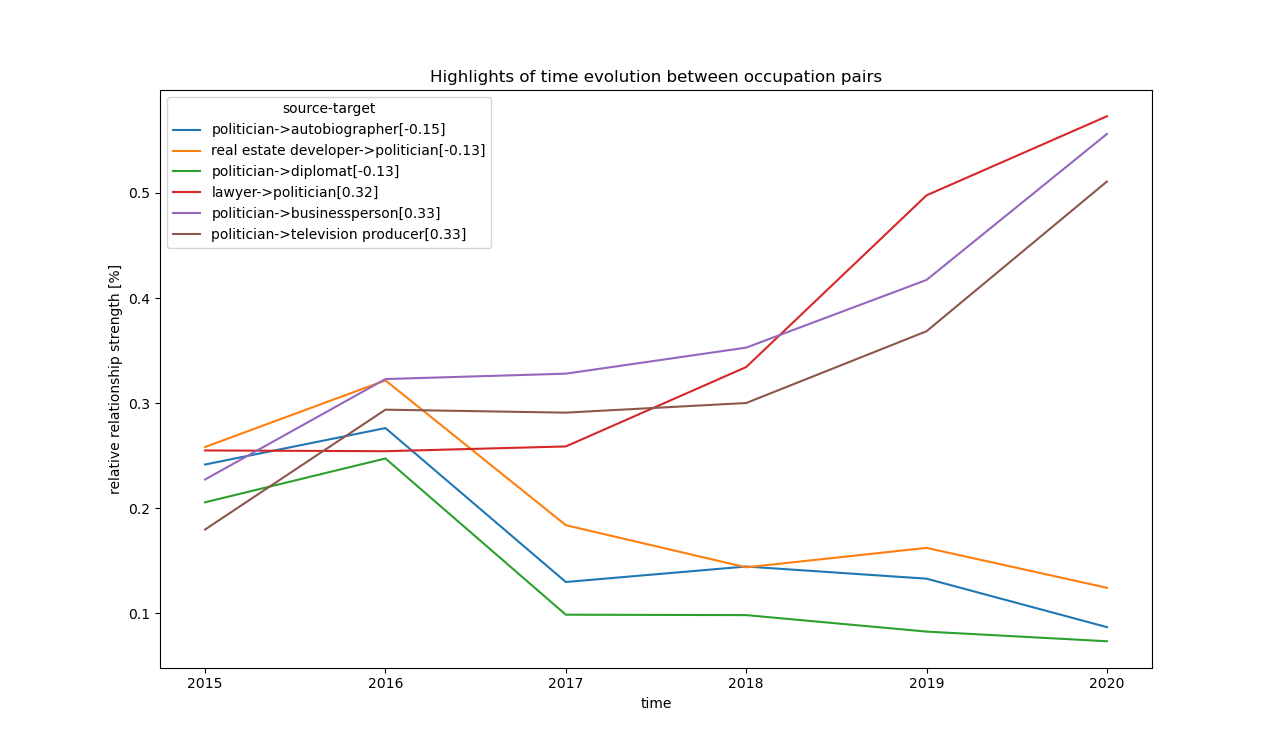 Highlights of time evolution between occupation pairs
source-target
politician->autobiographer[-0.15]
real estate developer->politician[-0.13]
politician->diplomat[-0.13]
lawyer->politician[0.32]
politician->businessperson[0.33]
politician->television producer[0.33]
relative relationship strength [%]
0.5
0.4
0.3
0.2
0.1
2015 2016 2017 2018 2019 2020
time